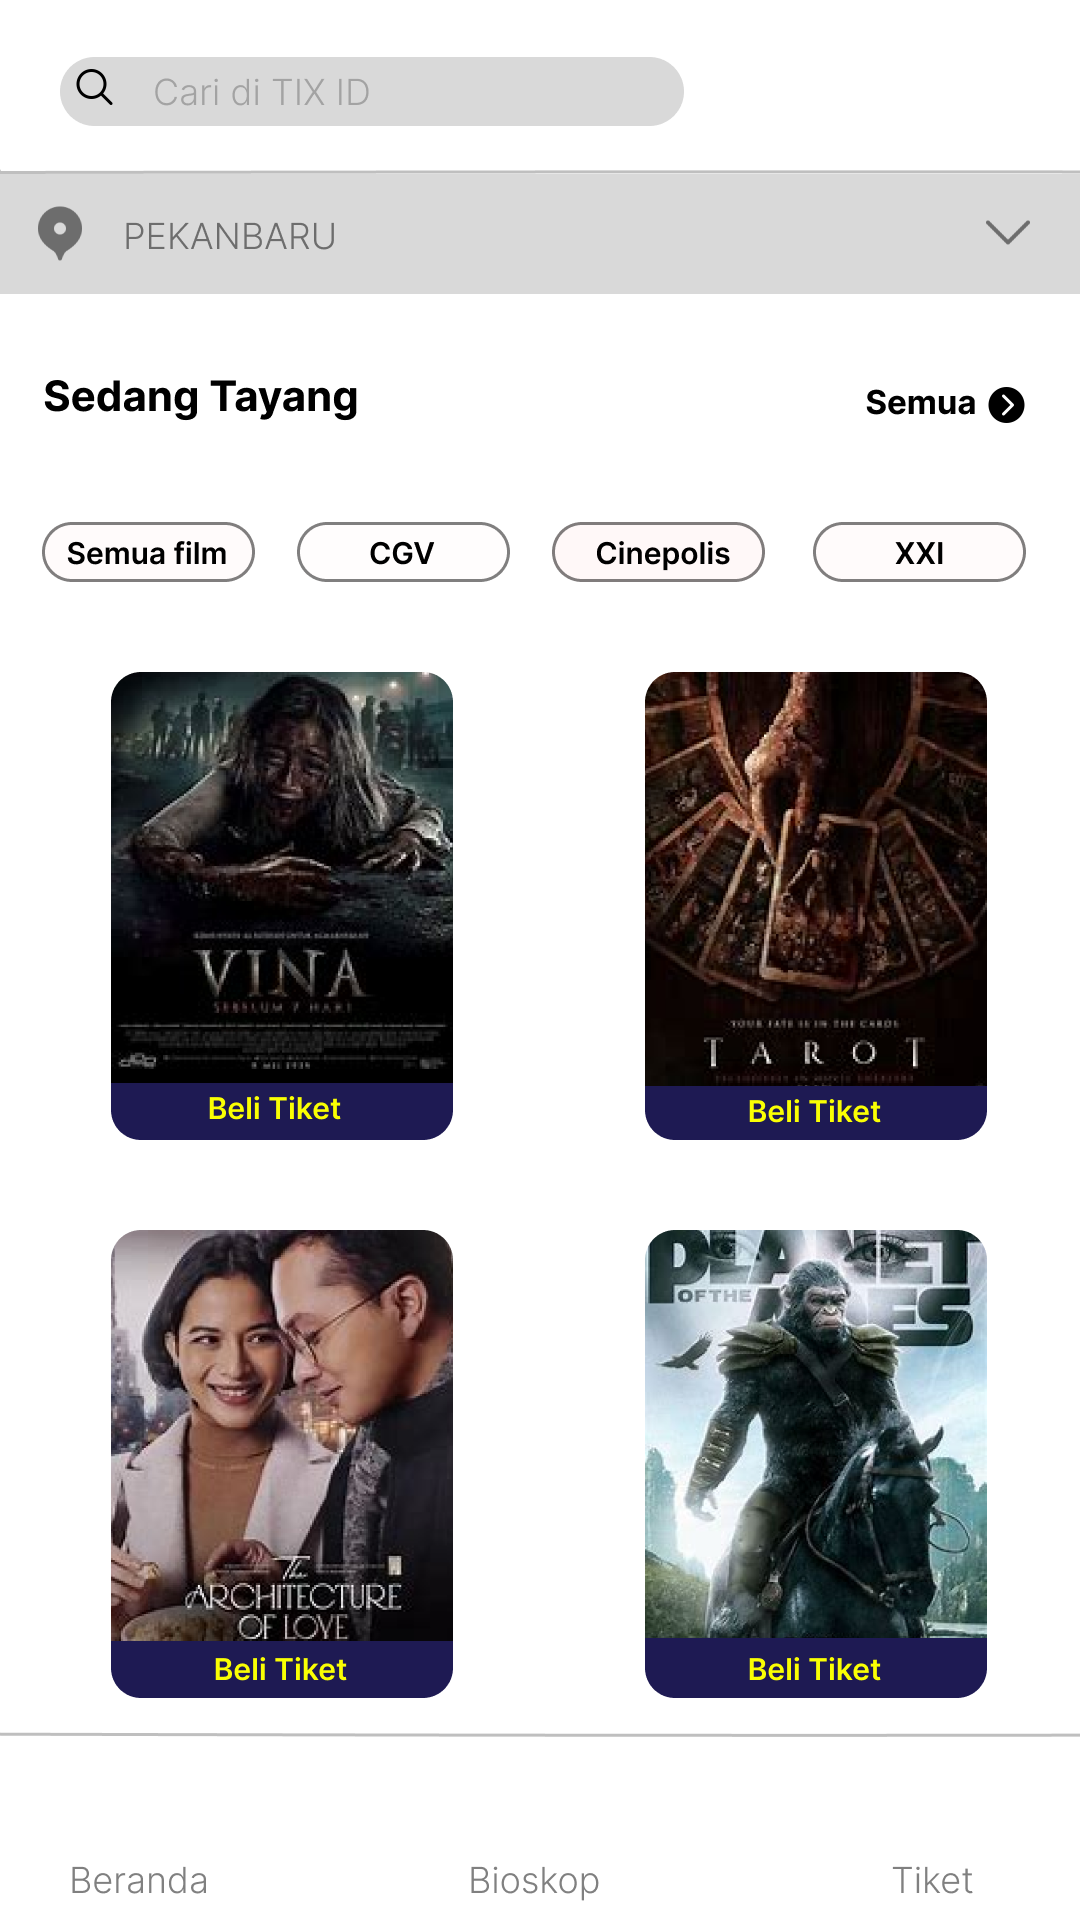 Cari di TIX ID
PEKANBARU
Sedang Tayang
Semua
Semua film
CGV
Cinepolis
XXI
VINA
SEBELUM 7 HARI
YOUR FATE IS IN THE CARDS
TAROT
Beli Tiket
Beli Tiket
PLANET
OF THE
APES
The
ARCHITECTURE
OF LOVE
Beli Tiket
Beli Tiket
Beranda
Bioskop
Tiket